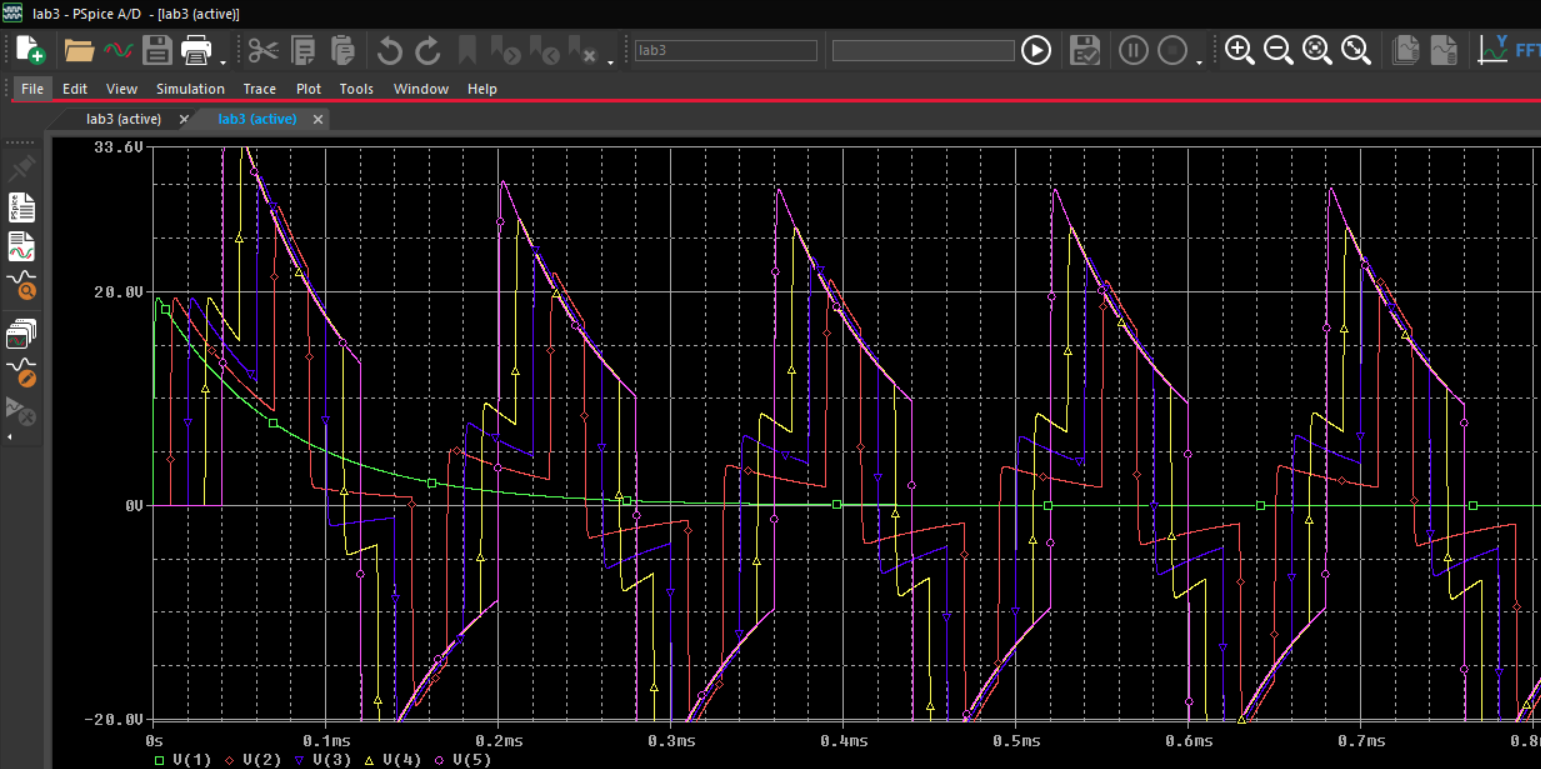 lab3 - PSpice A/D - [lab3 (active)]
lab3
FFT
File Edit View Simulation Trace Plot Tools Window Help
lab3 (active) lab3 (active)
33.6V
PSpice
20.0V
0V
-20.0V
0s 0.1ms 0.2ms 0.3ms 0.4ms 0.5ms 0.6ms 0.7ms 0.8
V(1) V(2) V(3) V(4) V(5)